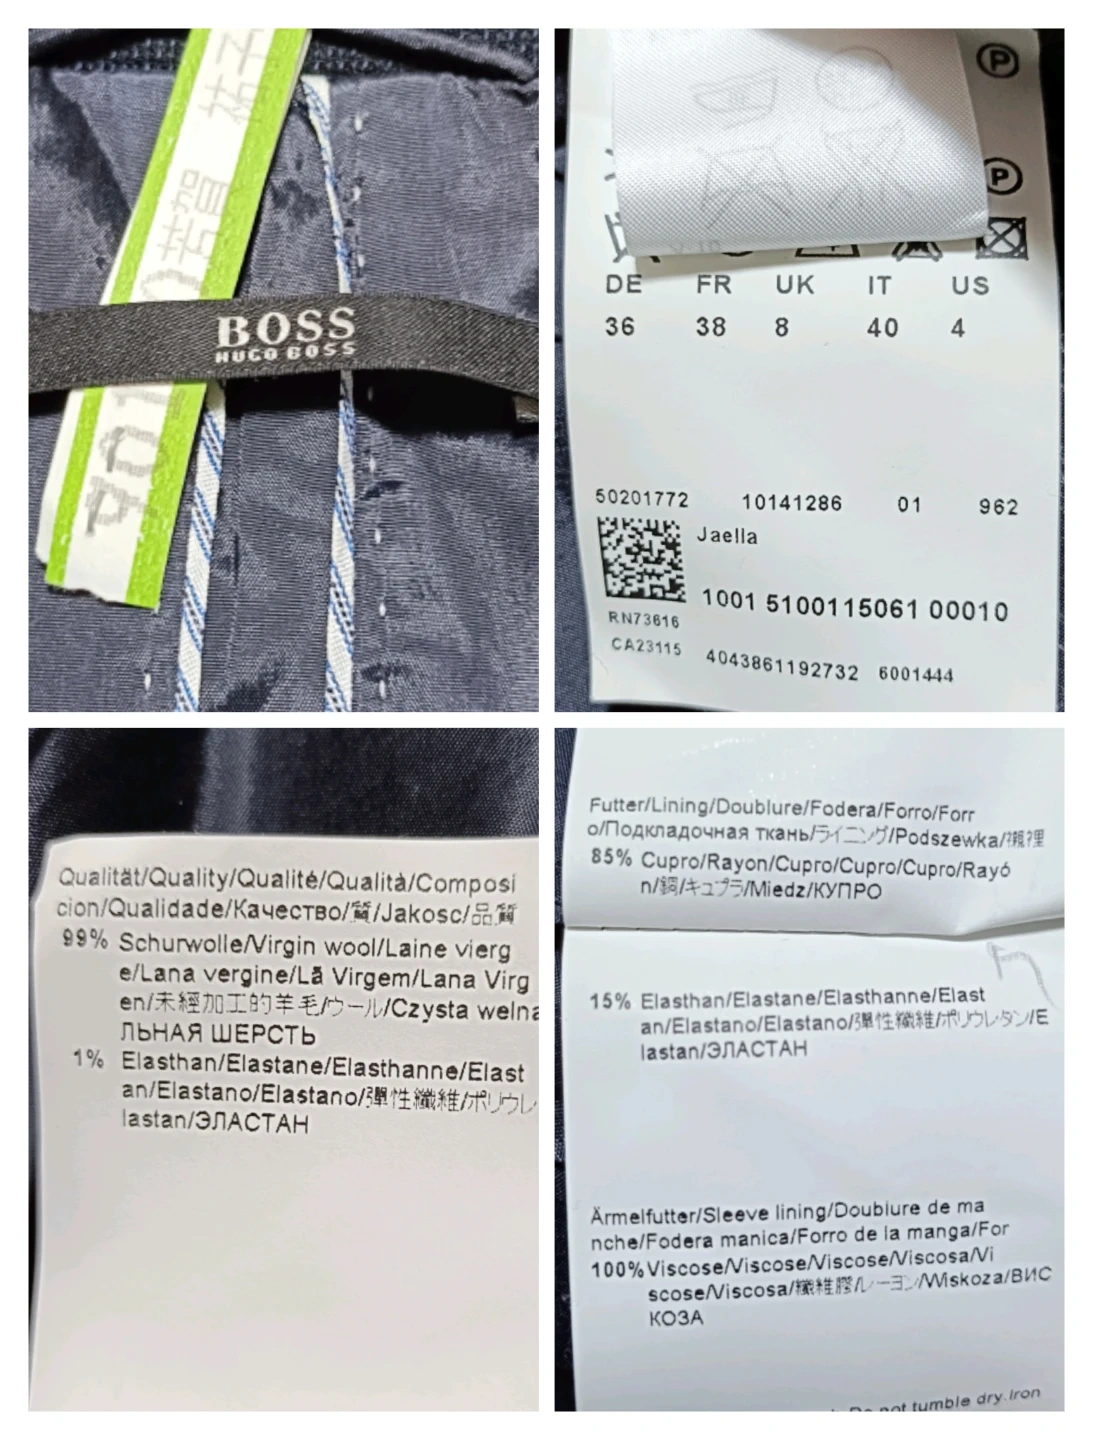 芳賀 祐子
BOSS
HUGO BOSS
P
P
DE FR UK IT US
36 38 8 40 4
50201772 10141286 01 962
Jaella
1001 5100115061 00010
RN73616
CA23115
4043861192732 6001444
Qualität/Quality/Qualité/Qualità/Composi
cion/Qualidade/Качество/質/Jakosc/品質
99% Schurwolle/Virgin wool/Laine vierg
e/Lana vergine/Lã Virgem/Lana Virg
en/未經加工的羊毛/ウール/Czysta wełna
ЛЬНАЯ ШЕРСТЬ
1% Elasthan/Elastane/Elasthanne/Elast
an/Elastano/Elastano/彈性纖維/ポリウレ
lastan/ЭЛАСТАН
Futter/Lining/Doublure/Fodera/Forro/Forr
o/Подкладочная ткань/ライニング/Podszewka/襯裡
85% Cupro/Rayon/Cupro/Cupro/Cupro/Rayó
n/銅/キュプラ/Miedz/КУПРО
15% Elasthan/Elastane/Elasthanne/Elast
an/Elastano/Elastano/彈性纖維/ポリウレタン/E
lastan/ЭЛАСТАН
Ärmelfutter/Sleeve lining/Doublure de ma
nche/Fodera manica/Forro de la manga/For
100% Viscose/Viscose/Viscose/Viscosa/Vi
scose/Viscosa/纖維膠/レーヨン/Wiskoza/ВИС
КОЗА
not tumble dry.Iron